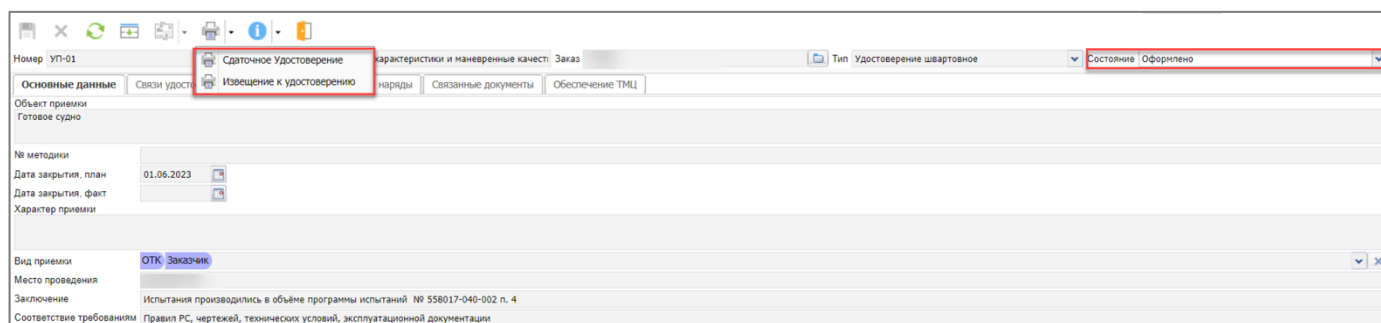 Номер УП-01 характеристики и маневренные качест Заказ Тип Удостоверение швартовное Состояние Оформлено
Сдаточное Удостоверение
Извещение к удостоверению
Основные данные Связи удосто наряды Связанные документы Обеспечение ТМЦ
Объект приемки
Готовое судно
№ методики
Дата закрытия, план 01.06.2023
Дата закрытия, факт
Характер приемки
Вид приемки ОТК Заказчик
Место проведения
Заключение Испытания производились в объёме программы испытаний № 558017-040-002 п. 4
Соответствие требованиям Правил РС, чертежей, технических условий, эксплуатационной документации